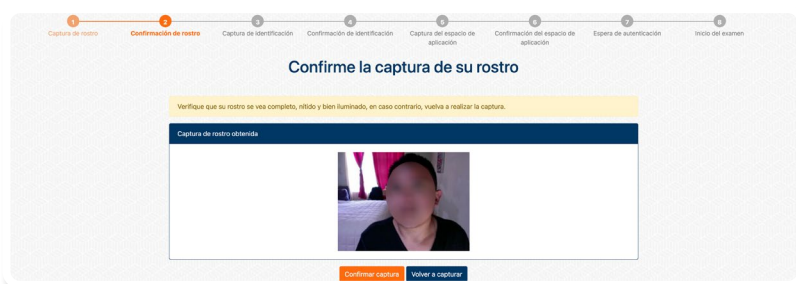 1 2 3 4 5 6 7 8
Captura de rostro Confirmación de rostro Captura de identificación Confirmación de identificación Captura del espacio de Confirmación del espacio de Espera de autenticación Inicio del examen
aplicación aplicación
Confirme la captura de su rostro
Verifique que su rostro se vea completo, nítido y bien iluminado, en caso contrario, vuelva a realizar la captura.
Captura de rostro obtenida
Confirmar captura Volver a capturar